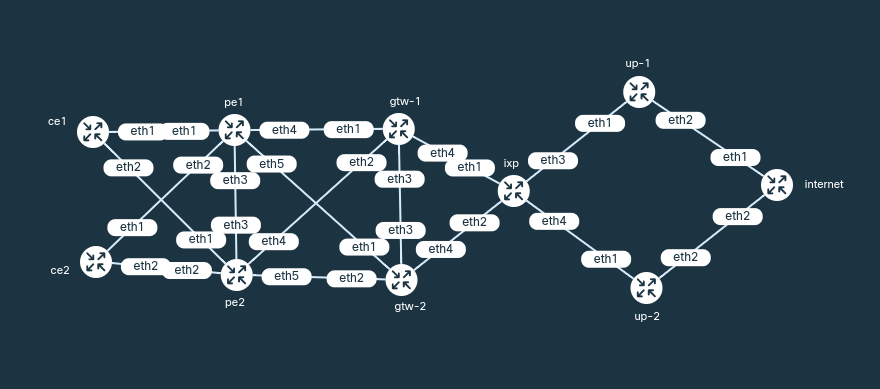 up-1
pe1
gtw-1
ce1
eth1
eth1
eth4
eth1
eth1
eth2
eth2
eth2
eth5
eth2
eth4
eth1
eth3
eth1
ixp
eth3
eth3
internet
eth1
eth3
eth3
eth2
eth4
eth2
eth1
eth4
eth1
eth4
eth1
eth2
ce2
eth2
eth2
eth5
eth2
pe2
gtw-2
up-2